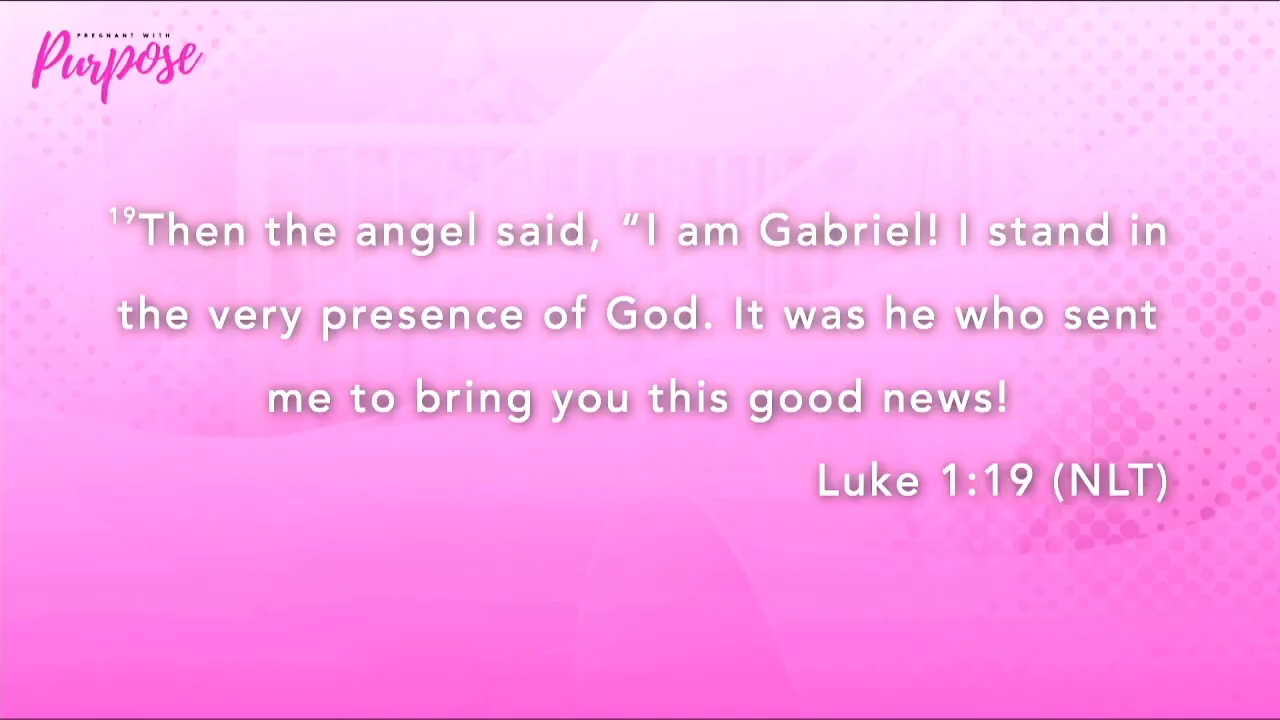 PREGNANT WITH
Purpose
¹⁹Then the angel said, “I am Gabriel! I stand in
the very presence of God. It was he who sent
me to bring you this good news!
Luke 1:19 (NLT)